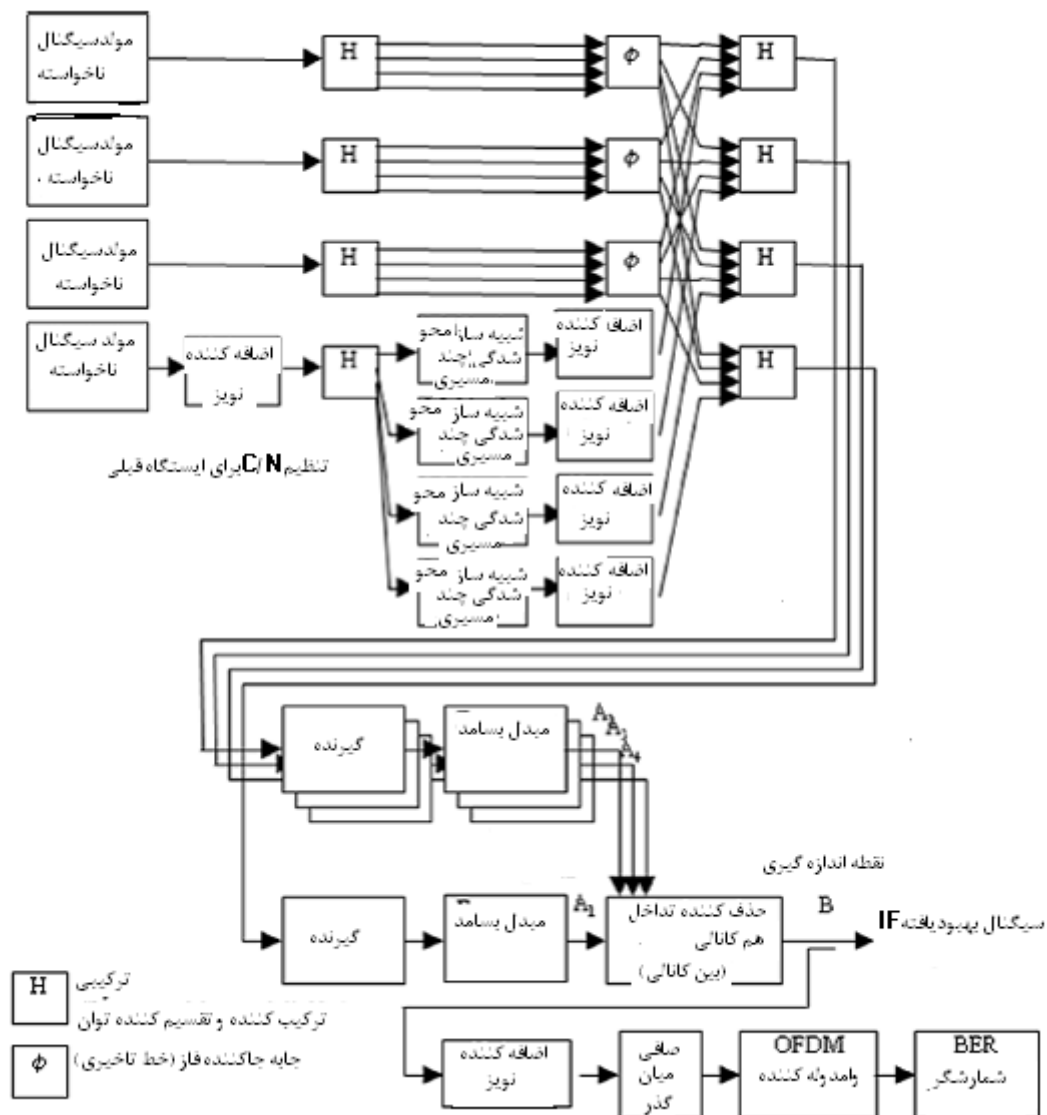 مولدسیگنال
ناخواسته
H
ϕ
H
مولدسیگنال
ناخواسته ،
H
ϕ
H
مولدسیگنال
ناخواسته
H
ϕ
H
مولد سیگنال
ناخواسته
اضافه کننده
نویز
H
شبیه ساز محو
شدگی چند
مسیری
اضافه کننده
نویز
H
شبیه ساز محو
شدگی چند
مسیری
اضافه کننده
نویز
تنظیم C/N برای ایستگاه قبلی
شبیه ساز محو
شدگی چند
مسیری
اضافه کننده
نویز
شبیه ساز محو
شدگی چند
مسیری
اضافه کننده
نویز
گیرنده
مبدل بسامد
A₂
A₃
A₄
نقطه اندازه گیری
گیرنده
مبدل بسامد
A₁
حذف کننده تداخل
هم کانالی
(بین کانالی)
B
سیگنال بهبودیافته IF
H
ترکیبی
ترکیب کننده و تقسیم کننده توان
ϕ
جابه جاکننده فاز (خط تاخیری)
اضافه کننده
نویز
صافی
میان
گذر
OFDM
وامدوله کننده
BER
شمارشگر